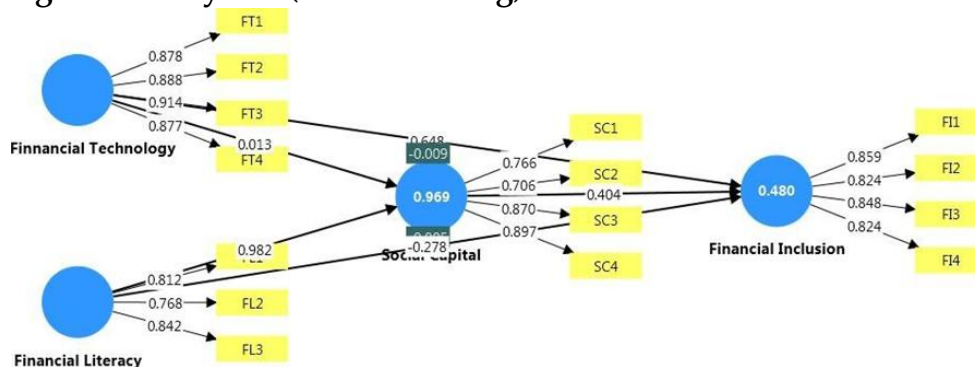 FT1
0.878
FT2
0.888
0.914
FT3
0.877
Finnancial Technology
0.013
FT4
0.648
-0.009
SC1
0.766
SC2
0.706
0.404
0.969
0.870
SC3
0.897
SC4
-0.278
Social Capital
FI1
0.859
0.824
FI2
0.480
0.848
FI3
0.824
Financial Inclusion
FI4
0.982
0.812
0.768
FL2
0.842
FL3
Financial Literacy